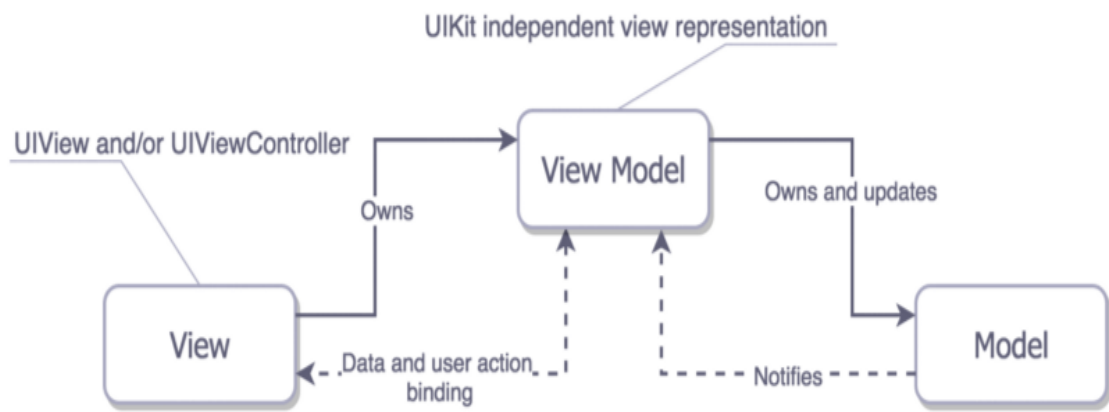 UIKit independent view representation
UIView and/or UIViewController
View Model
Owns and updates
Owns
View
Model
Data and user action
binding
Notifies